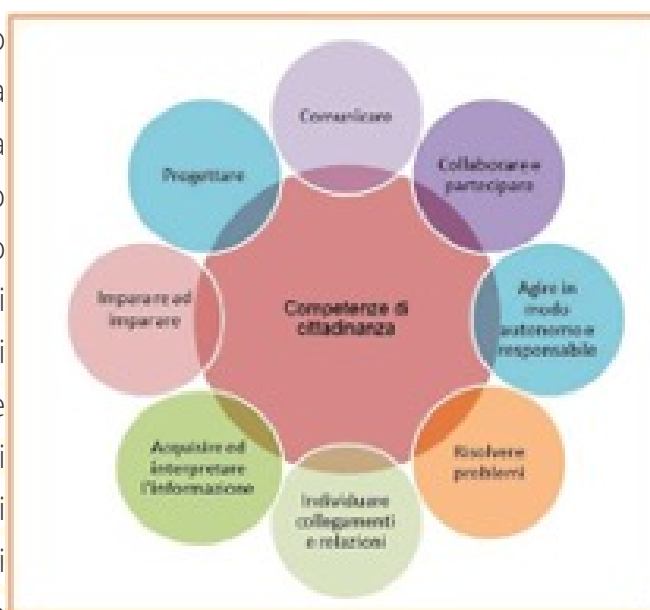 Comunicare
Collaborare e
partecipare
Agire in
modo
autonomo e
responsabile
Risolvere
problemi
Individuare
collegamenti
e relazioni
Acquisire ed
interpretare
l'informazione
Imparare ad
imparare
Progettare
Competenze di
cittadinanza